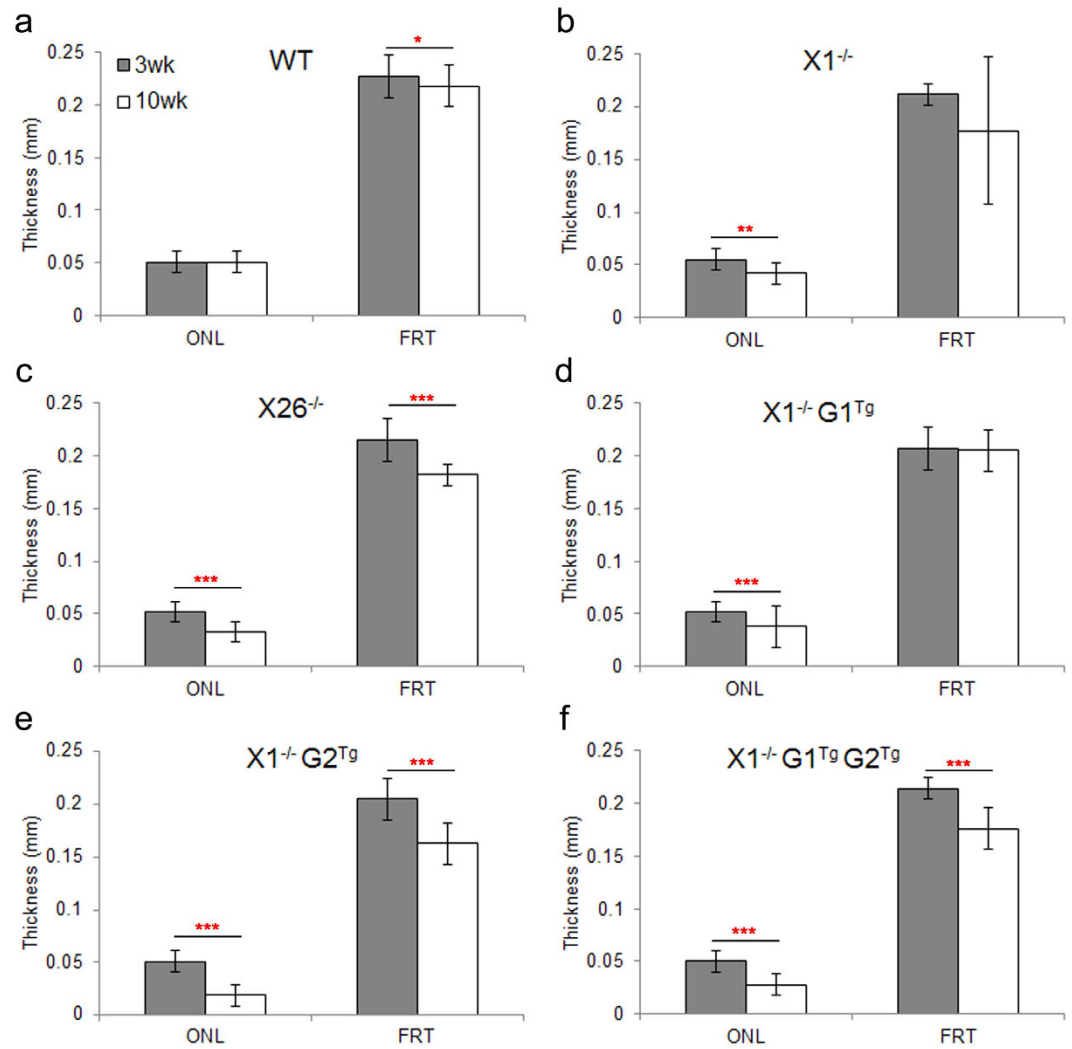 a
WT
3wk
10wk
Thickness (mm)
0.25
0.2
0.15
0.1
0.05
0
*
ONL
FRT
b
X1-/-
Thickness (mm)
0.25
0.2
0.15
0.1
0.05
0
**
ONL
FRT
c
X26-/-
Thickness (mm)
0.25
0.2
0.15
0.1
0.05
0
***
***
ONL
FRT
d
X1-/- G1Tg
Thickness (mm)
0.25
0.2
0.15
0.1
0.05
0
***
ONL
FRT
e
X1-/- G2Tg
Thickness (mm)
0.25
0.2
0.15
0.1
0.05
0
***
***
ONL
FRT
f
X1-/- G1Tg G2Tg
Thickness (mm)
0.25
0.2
0.15
0.1
0.05
0
***
***
ONL
FRT